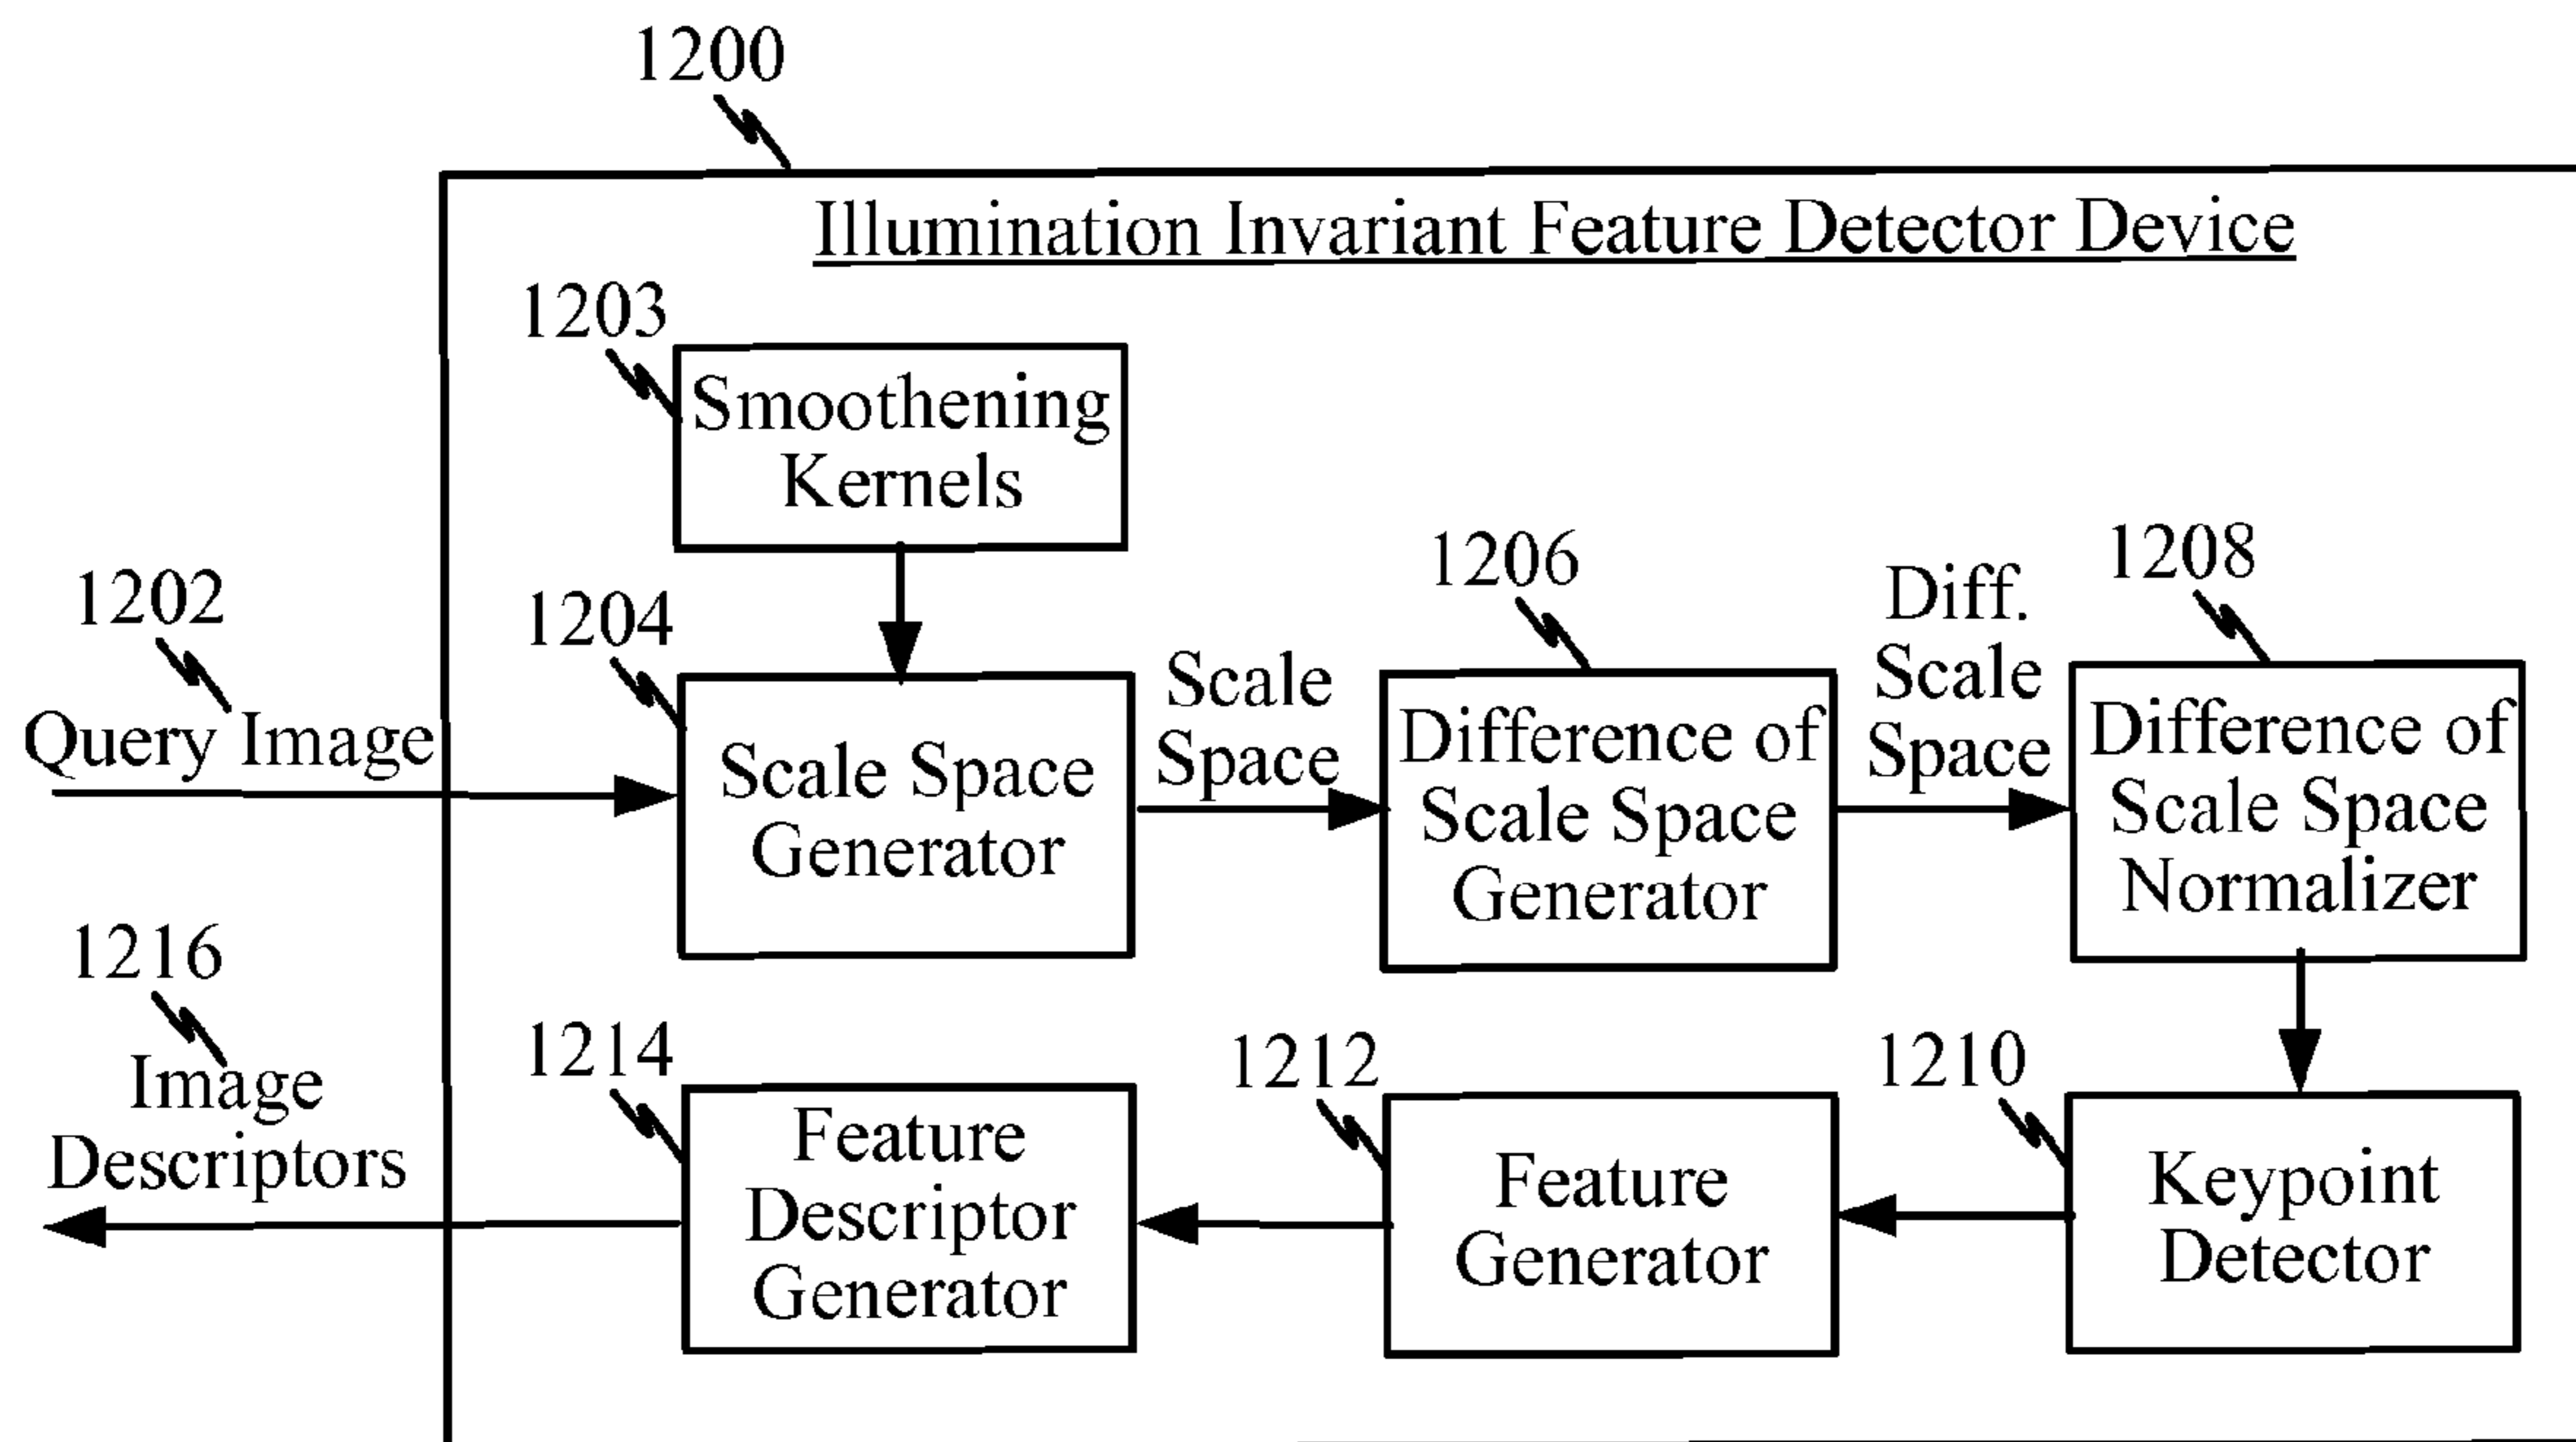 1200
Illumination Invariant Feature Detector Device
1203
Smoothening
Kernels
1202
Query Image
1204
Scale Space
Generator
Scale
Space
1206
Difference of
Scale Space
Generator
Diff.
Scale
Space
1208
Difference of
Scale Space
Normalizer
1210
Keypoint
Detector
1212
Feature
Generator
1214
Feature
Descriptor
Generator
1216
Image
Descriptors